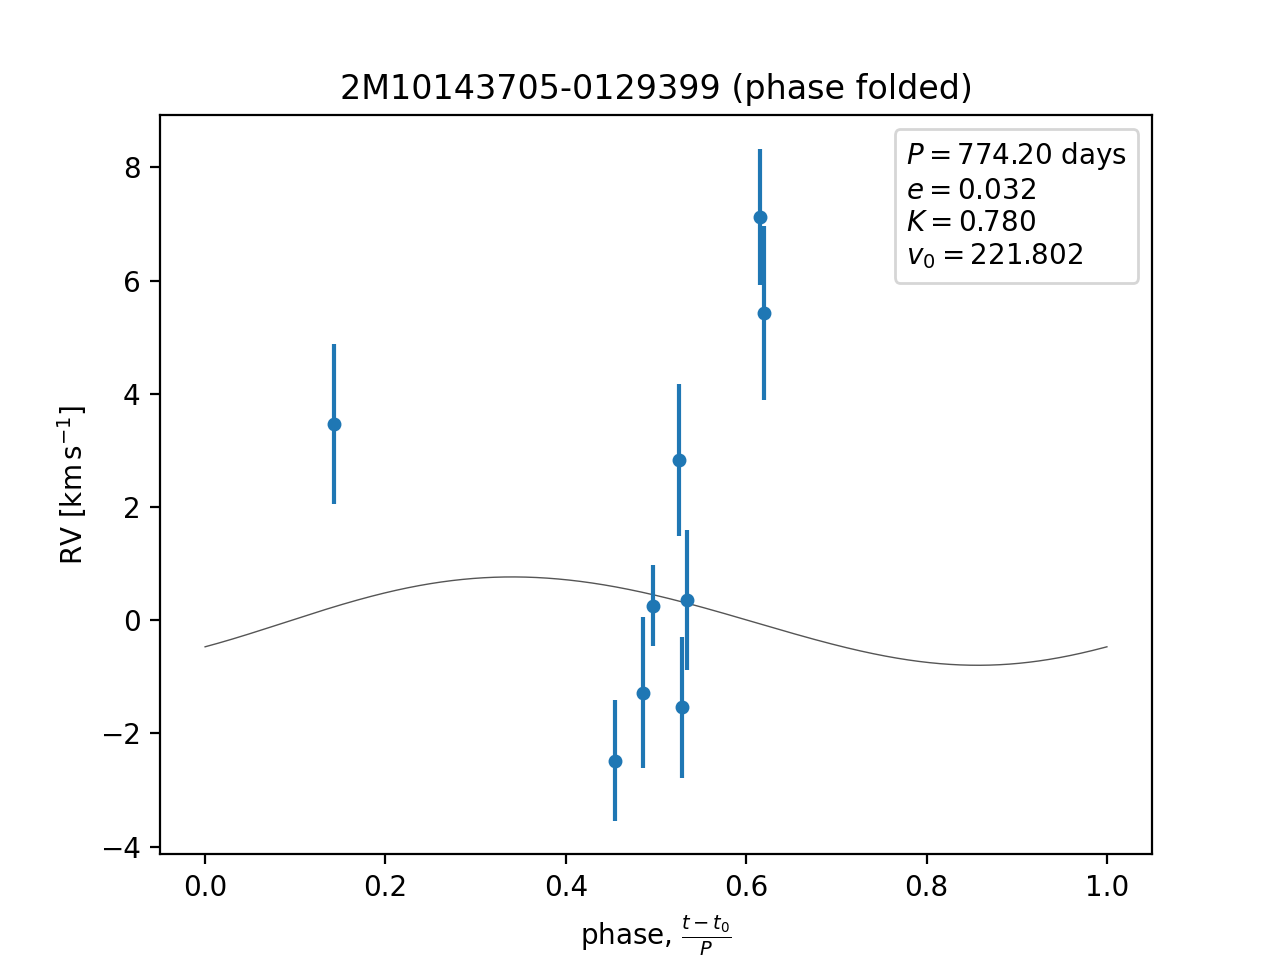 2M10143705-0129399 (phase folded)
P = 774.20 days
e = 0.032
K = 0.780
v₀ = 221.802
RV [km s⁻¹]
8
6
4
2
0
−2
−4
0.0 0.2 0.4 0.6 0.8 1.0
phase, (t − t₀)/P